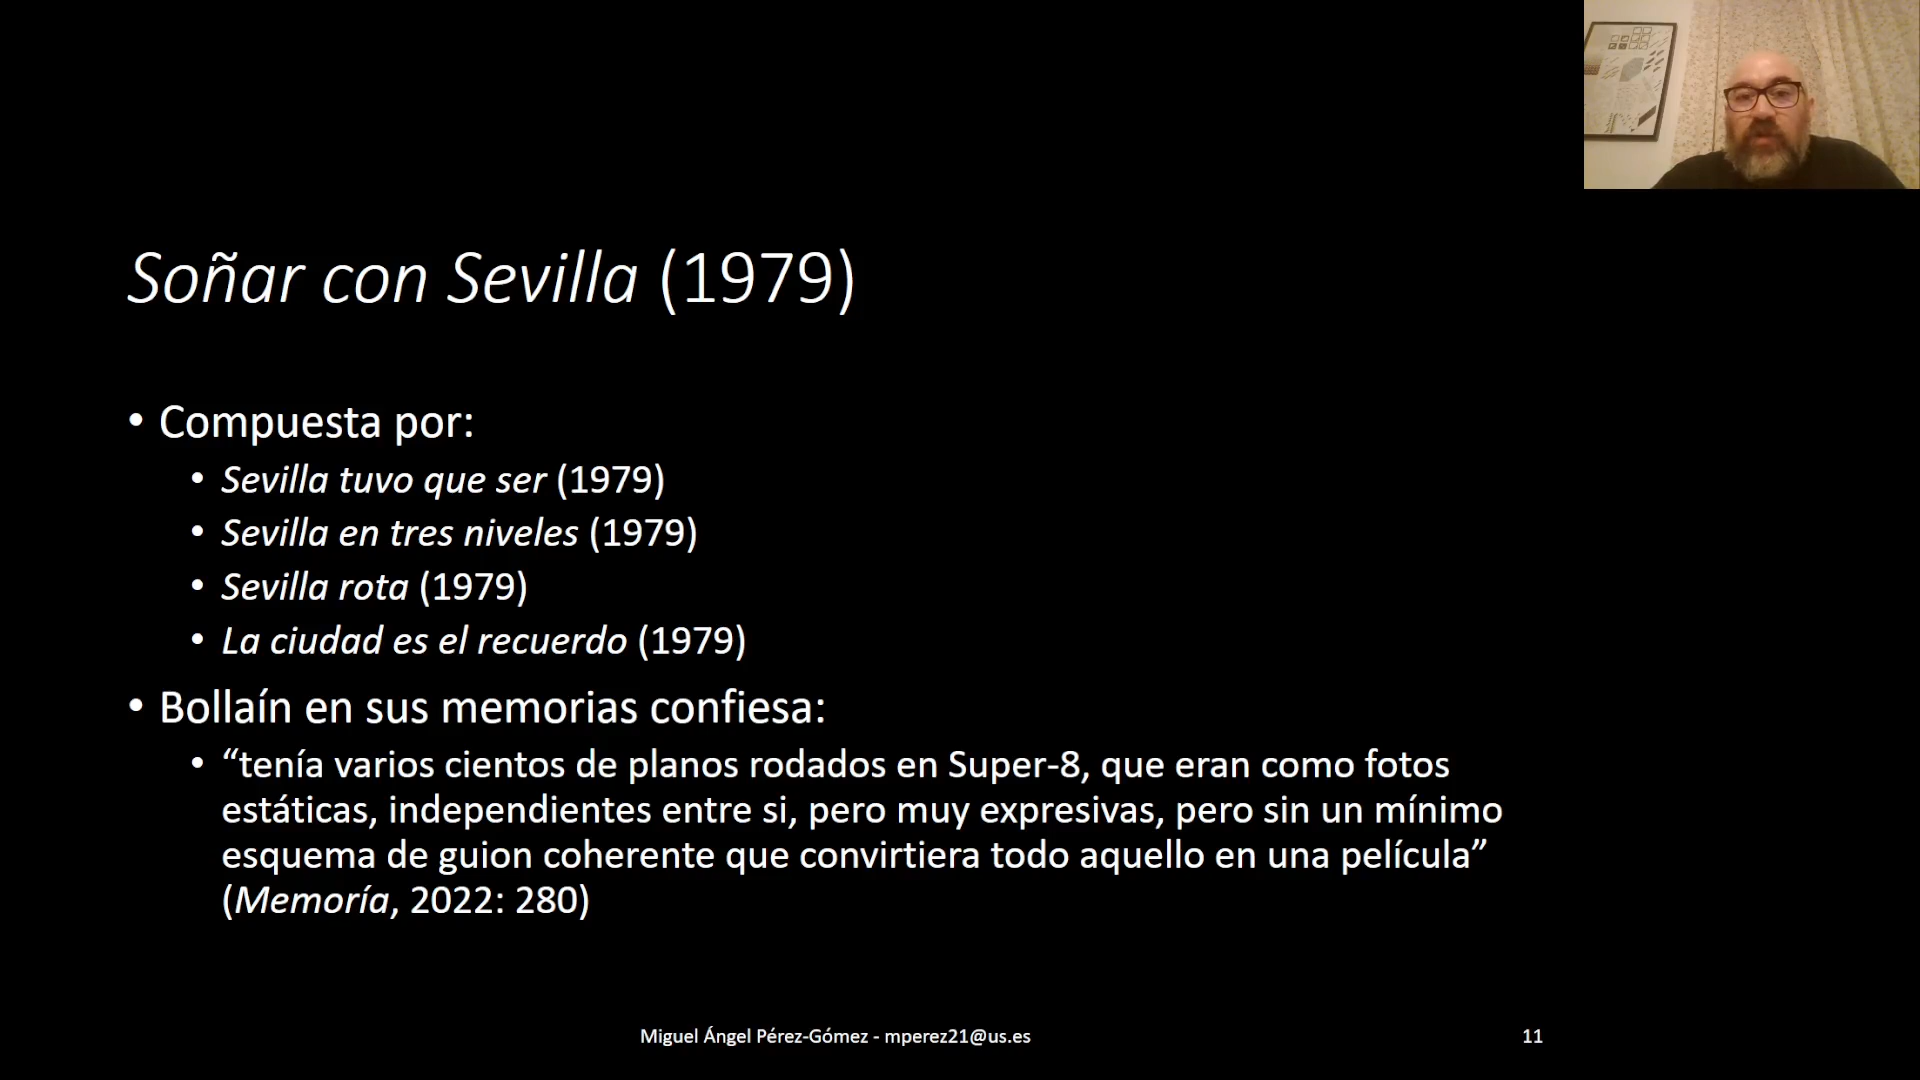 Soñar con Sevilla (1979)
• Compuesta por:
• Sevilla tuvo que ser (1979)
• Sevilla en tres niveles (1979)
• Sevilla rota (1979)
• La ciudad es el recuerdo (1979)
• Bollaín en sus memorias confiesa:
• “tenía varios cientos de planos rodados en Super-8, que eran como fotos
estáticas, independientes entre si, pero muy expresivas, pero sin un mínimo
esquema de guion coherente que convirtiera todo aquello en una película”
(Memoría, 2022: 280)
Miguel Ángel Pérez-Gómez - mperez21@us.es
11